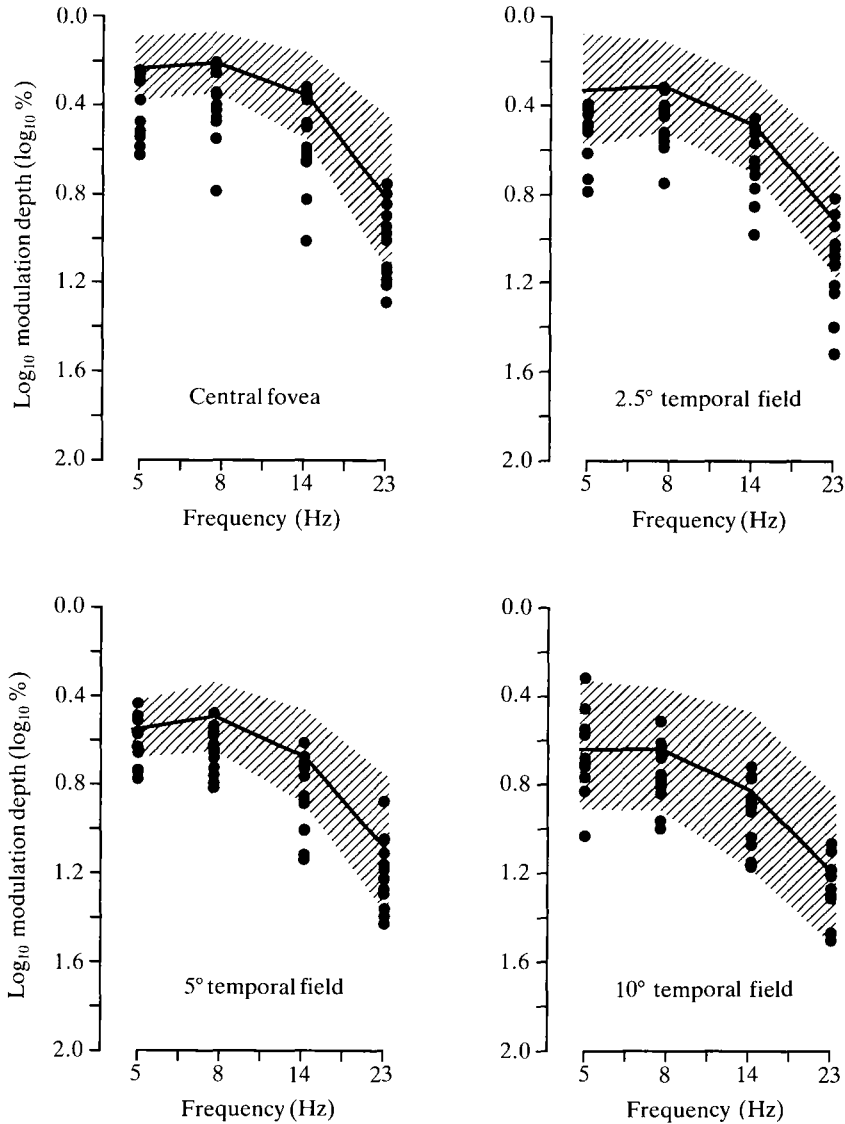 0.0
0.4
0.8
1.2
1.6
2.0
Log₁₀ modulation depth (log₁₀ %)
Central fovea
5 8 14 23
Frequency (Hz)
0.0
0.4
0.8
1.2
1.6
2.0
2.5° temporal field
5 8 14 23
Frequency (Hz)
0.0
0.4
0.8
1.2
1.6
2.0
Log₁₀ modulation depth (log₁₀ %)
5° temporal field
5 8 14 23
Frequency (Hz)
0.0
0.4
0.8
1.2
1.6
2.0
10° temporal field
5 8 14 23
Frequency (Hz)